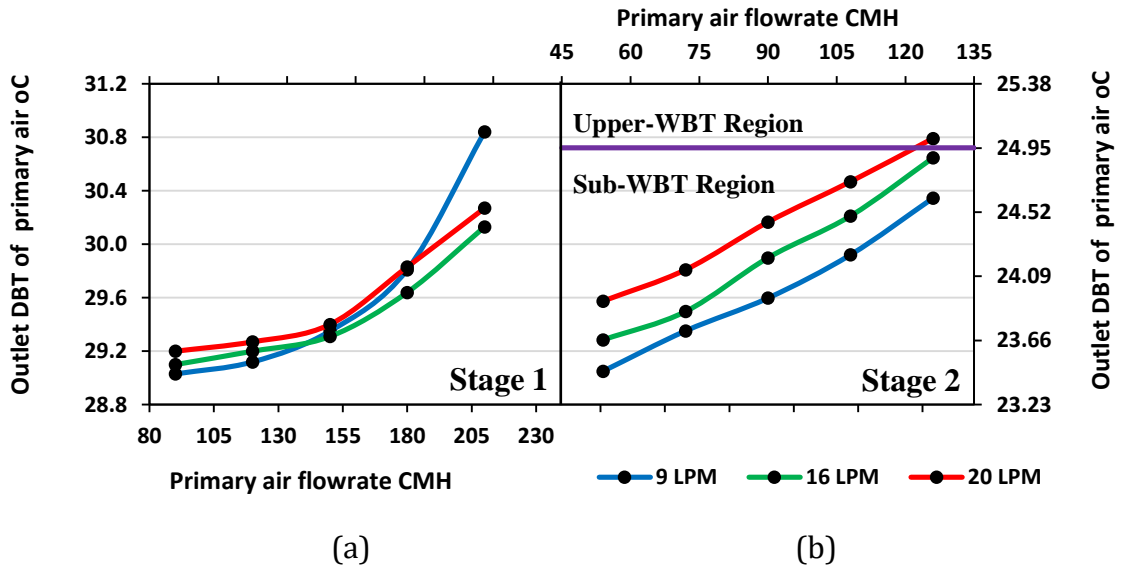 Primary air flowrate CMH
45 60 75 90 105 120 135
Outlet DBT of primary air oC
31.2
30.8
30.4
30.0
29.6
29.2
28.8
80 105 130 155 180 205 230
Primary air flowrate CMH
Stage 1
Upper-WBT Region
Sub-WBT Region
Stage 2
25.38
24.95
24.52
24.09
23.66
23.23
Outlet DBT of primary air oC
9 LPM 16 LPM 20 LPM
(a) (b)